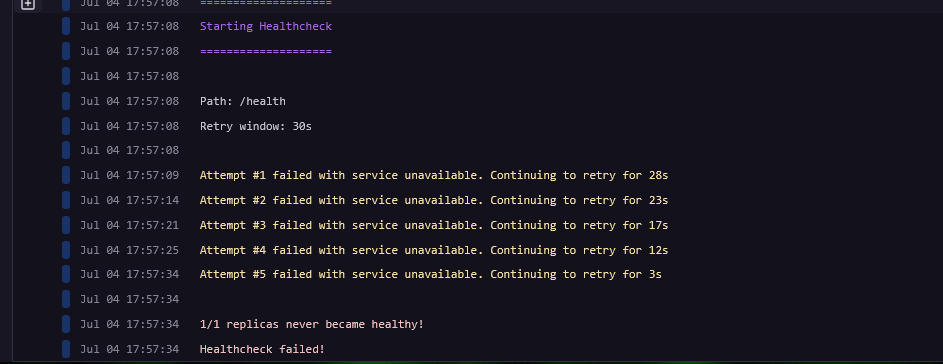 Jul 04 17:57:08 ====================
Jul 04 17:57:08 Starting Healthcheck
Jul 04 17:57:08 ====================
Jul 04 17:57:08
Jul 04 17:57:08 Path: /health
Jul 04 17:57:08 Retry window: 30s
Jul 04 17:57:08
Jul 04 17:57:09 Attempt #1 failed with service unavailable. Continuing to retry for 28s
Jul 04 17:57:14 Attempt #2 failed with service unavailable. Continuing to retry for 23s
Jul 04 17:57:21 Attempt #3 failed with service unavailable. Continuing to retry for 17s
Jul 04 17:57:25 Attempt #4 failed with service unavailable. Continuing to retry for 12s
Jul 04 17:57:34 Attempt #5 failed with service unavailable. Continuing to retry for 3s
Jul 04 17:57:34
Jul 04 17:57:34 1/1 replicas never became healthy!
Jul 04 17:57:34 Healthcheck failed!